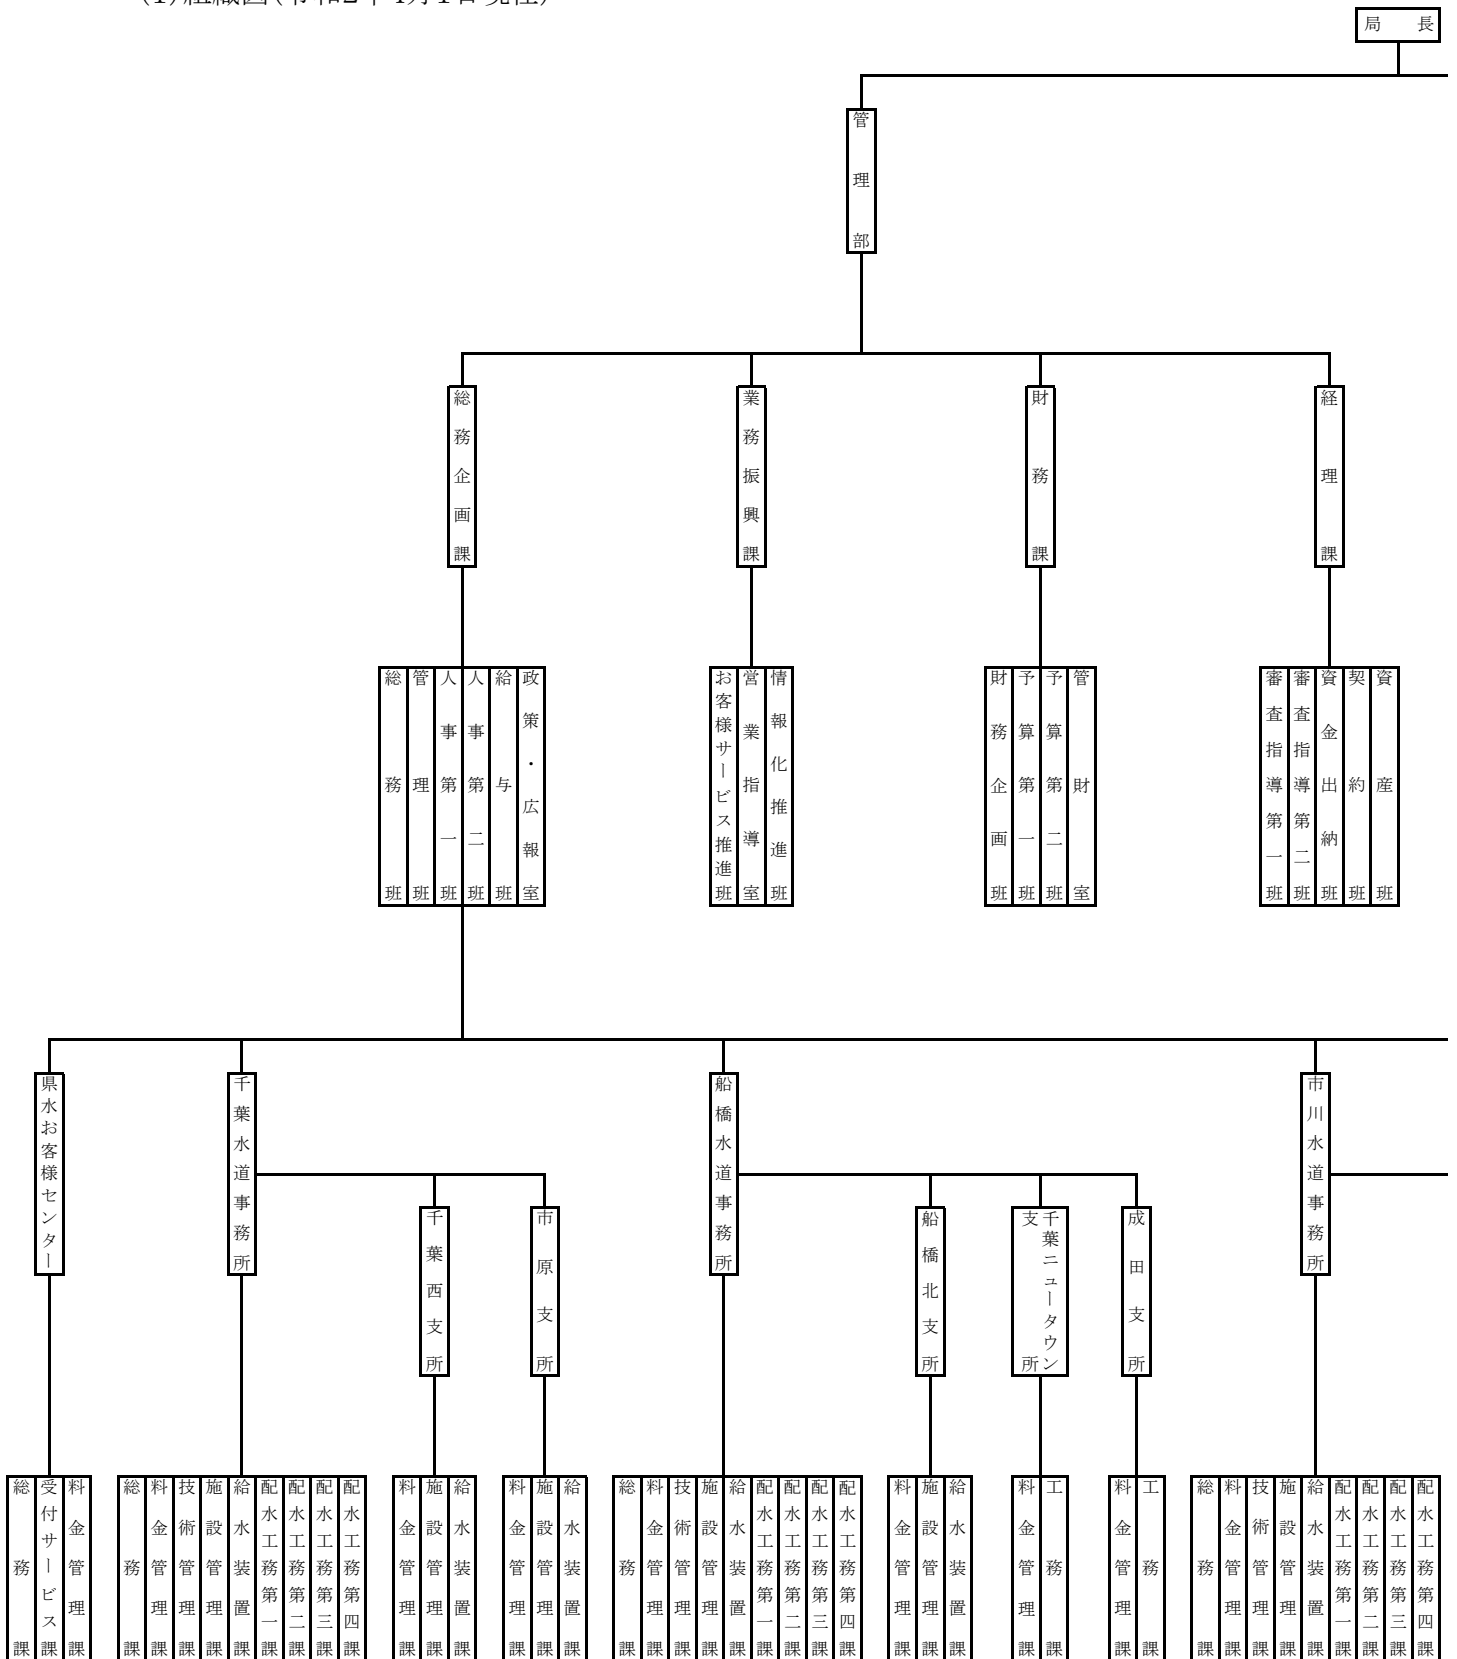 (1)組織図(令和2年4月1日現在)
局　長
管理部
総務企画課
業務振興課
財務課
経理課
総務班
管理班
人事第一班
人事第二班
給与班
政策・広報室
お客様サービス推進班
営業指導室
情報化推進班
財務企画班
予算第一班
予算第二班
管財室
審査指導第一班
審査指導第二班
資金出納班
契約班
資産班
県水お客様センター
千葉水道事務所
船橋水道事務所
市川水道事務所
千葉西支所
市原支所
船橋北支所
千葉ニュータウン
支所
成田支所
総務課
受付サービス課
料金管理課
総務課
料金管理課
技術管理課
施設管理課
給水装置課
配水工務第一課
配水工務第二課
配水工務第三課
配水工務第四課
料金管理課
施設管理課
給水装置課
料金管理課
施設管理課
給水装置課
総務課
料金管理課
技術管理課
施設管理課
給水装置課
配水工務第一課
配水工務第二課
配水工務第三課
配水工務第四課
料金管理課
施設管理課
給水装置課
料金管理課
工務課
料金管理課
工務課
総務課
料金管理課
技術管理課
施設管理課
給水装置課
配水工務第一課
配水工務第二課
配水工務第三課
配水工務第四課